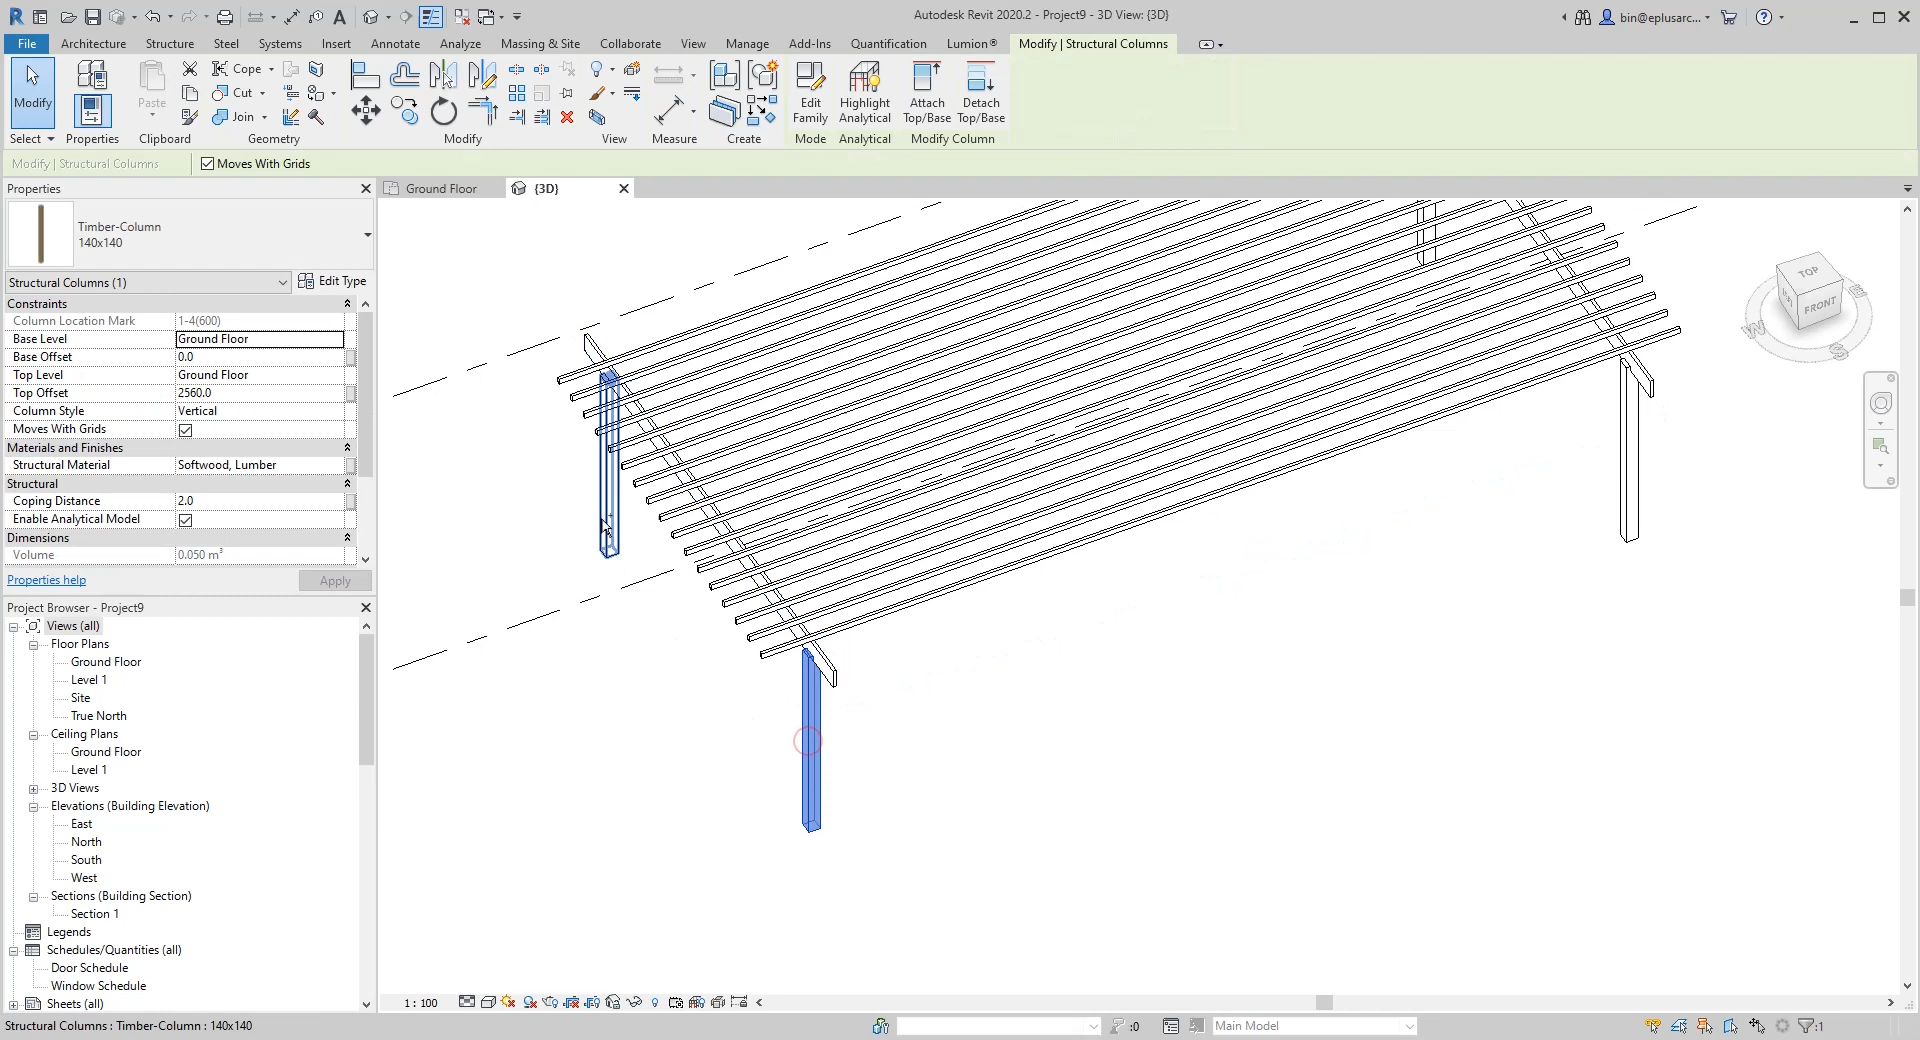 Autodesk Revit 2020.2 - Project9 - 3D View: {3D}
bin@eplusarc...
File Architecture Structure Steel Systems Insert Annotate Analyze Massing & Site Collaborate View Manage Add-Ins Quantification Lumion® Modify | Structural Columns
Modify
Paste
Cope
Cut
Join
Edit Family
Highlight Analytical
Attach Top/Base
Detach Top/Base
Select Properties Clipboard Geometry Modify View Measure Create Mode Analytical Modify Column
Modify | Structural Columns Moves With Grids
Properties
Ground Floor {3D}
Timber-Column
140x140
Structural Columns (1) Edit Type
Constraints
Column Location Mark 1-4(600)
Base Level Ground Floor
Base Offset 0.0
Top Level Ground Floor
Top Offset 2560.0
Column Style Vertical
Moves With Grids
Materials and Finishes
Structural Material Softwood, Lumber
Structural
Coping Distance 2.0
Enable Analytical Model
Dimensions
Volume 0.050 m³
Properties help Apply
TOP
FRONT
W
S
E
Project Browser - Project9
Views (all)
Floor Plans
Ground Floor
Level 1
Site
True North
Ceiling Plans
Ground Floor
Level 1
3D Views
Elevations (Building Elevation)
East
North
South
West
Sections (Building Section)
Section 1
Legends
Schedules/Quantities (all)
Door Schedule
Window Schedule
Sheets (all)
1 : 100
Structural Columns : Timber-Column : 140x140
:0
Main Model
:1